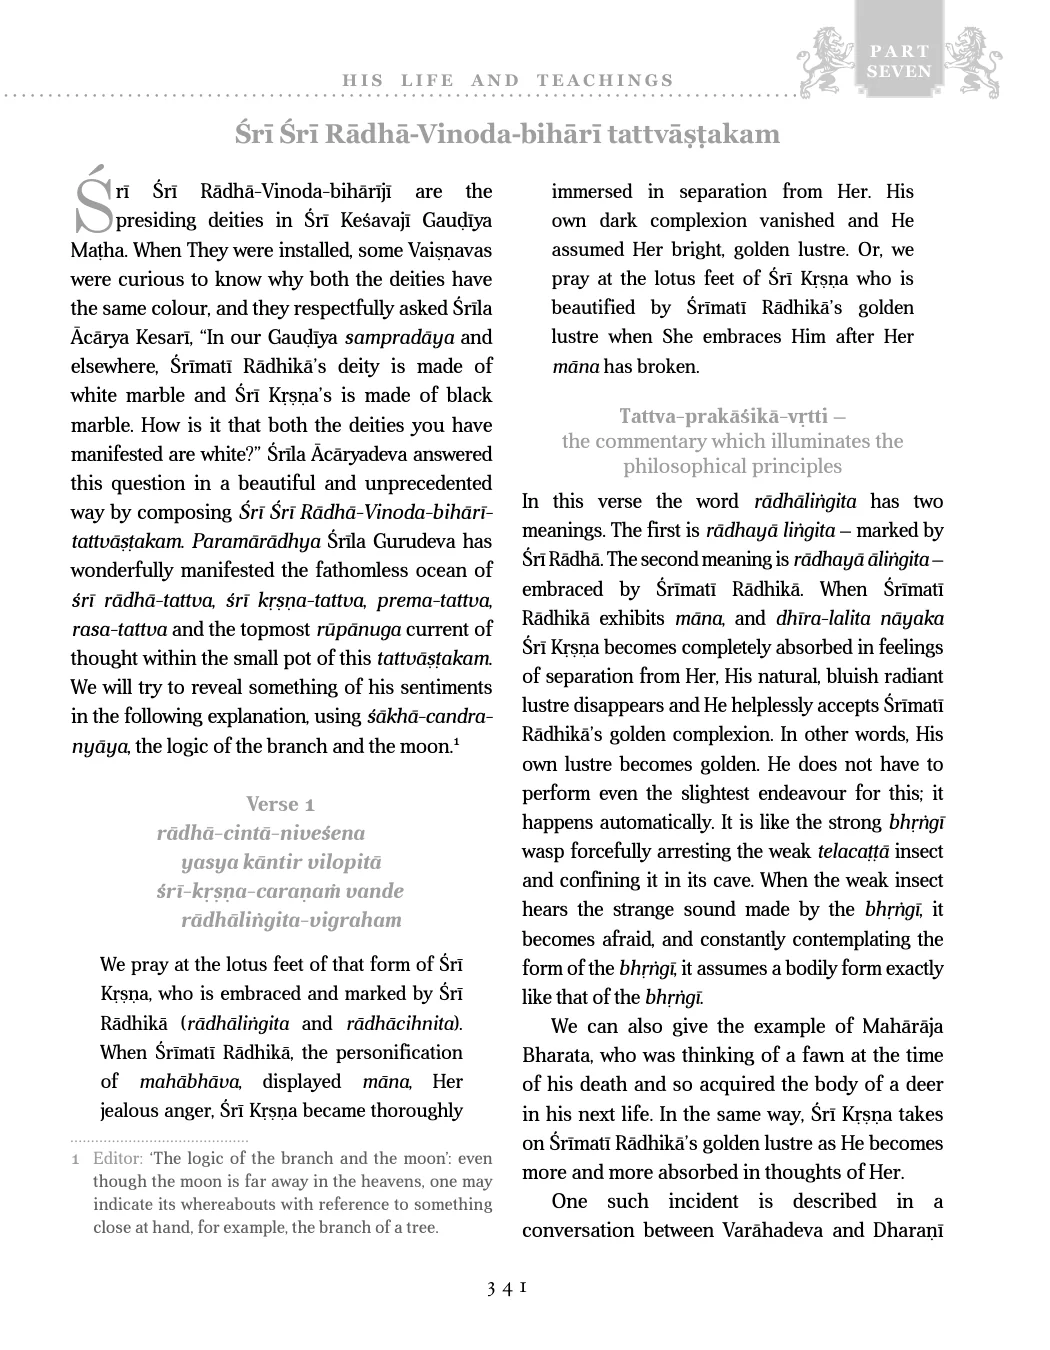 PART
SEVEN
HIS LIFE AND TEACHINGS
Śrī Śrī Rādhā-Vinoda-bihārī tattvāṣṭakam
Śrī Śrī Rādhā-Vinoda-bihārījī are the
presiding deities in Śrī Keśavajī Gauḍīya
Maṭha. When They were installed, some Vaiṣṇavas
were curious to know why both the deities have
the same colour, and they respectfully asked Śrīla
Ācārya Kesarī, “In our Gauḍīya sampradāya and
elsewhere, Śrīmatī Rādhikā’s deity is made of
white marble and Śrī Kṛṣṇa’s is made of black
marble. How is it that both the deities you have
manifested are white?” Śrīla Ācāryadeva answered
this question in a beautiful and unprecedented
way by composing Śrī Śrī Rādhā-Vinoda-bihārī-
tattvāṣṭakam. Paramārādhya Śrīla Gurudeva has
wonderfully manifested the fathomless ocean of
śrī rādhā-tattva, śrī kṛṣṇa-tattva, prema-tattva,
rasa-tattva and the topmost rūpānuga current of
thought within the small pot of this tattvāṣṭakam.
We will try to reveal something of his sentiments
in the following explanation, using śākhā-candra-
nyāya, the logic of the branch and the moon.¹
Verse 1
rādhā-cintā-niveśena
yasya kāntir vilopitā
śrī-kṛṣṇa-caraṇaṁ vande
rādhāliṅgita-vigraham
We pray at the lotus feet of that form of Śrī
Kṛṣṇa, who is embraced and marked by Śrī
Rādhikā (rādhāliṅgita and rādhācihnita).
When Śrīmatī Rādhikā, the personification
of mahābhāva, displayed māna, Her
jealous anger, Śrī Kṛṣṇa became thoroughly
1 Editor: ‘The logic of the branch and the moon’: even
though the moon is far away in the heavens, one may
indicate its whereabouts with reference to something
close at hand, for example, the branch of a tree.
immersed in separation from Her. His
own dark complexion vanished and He
assumed Her bright, golden lustre. Or, we
pray at the lotus feet of Śrī Kṛṣṇa who is
beautified by Śrīmatī Rādhikā’s golden
lustre when She embraces Him after Her
māna has broken.
Tattva-prakāśikā-vṛtti –
the commentary which illuminates the
philosophical principles
In this verse the word rādhāliṅgita has two
meanings. The first is rādhayā liṅgita – marked by
Śrī Rādhā. The second meaning is rādhayā āliṅgita –
embraced by Śrīmatī Rādhikā. When Śrīmatī
Rādhikā exhibits māna, and dhīra-lalita nāyaka
Śrī Kṛṣṇa becomes completely absorbed in feelings
of separation from Her, His natural, bluish radiant
lustre disappears and He helplessly accepts Śrīmatī
Rādhikā’s golden complexion. In other words, His
own lustre becomes golden. He does not have to
perform even the slightest endeavour for this; it
happens automatically. It is like the strong bhṛṅgī
wasp forcefully arresting the weak telacaṭṭā insect
and confining it in its cave. When the weak insect
hears the strange sound made by the bhṛṅgī, it
becomes afraid, and constantly contemplating the
form of the bhṛṅgī, it assumes a bodily form exactly
like that of the bhṛṅgī.
We can also give the example of Mahārāja
Bharata, who was thinking of a fawn at the time
of his death and so acquired the body of a deer
in his next life. In the same way, Śrī Kṛṣṇa takes
on Śrīmatī Rādhikā’s golden lustre as He becomes
more and more absorbed in thoughts of Her.
One such incident is described in a
conversation between Varāhadeva and Dharaṇī
341